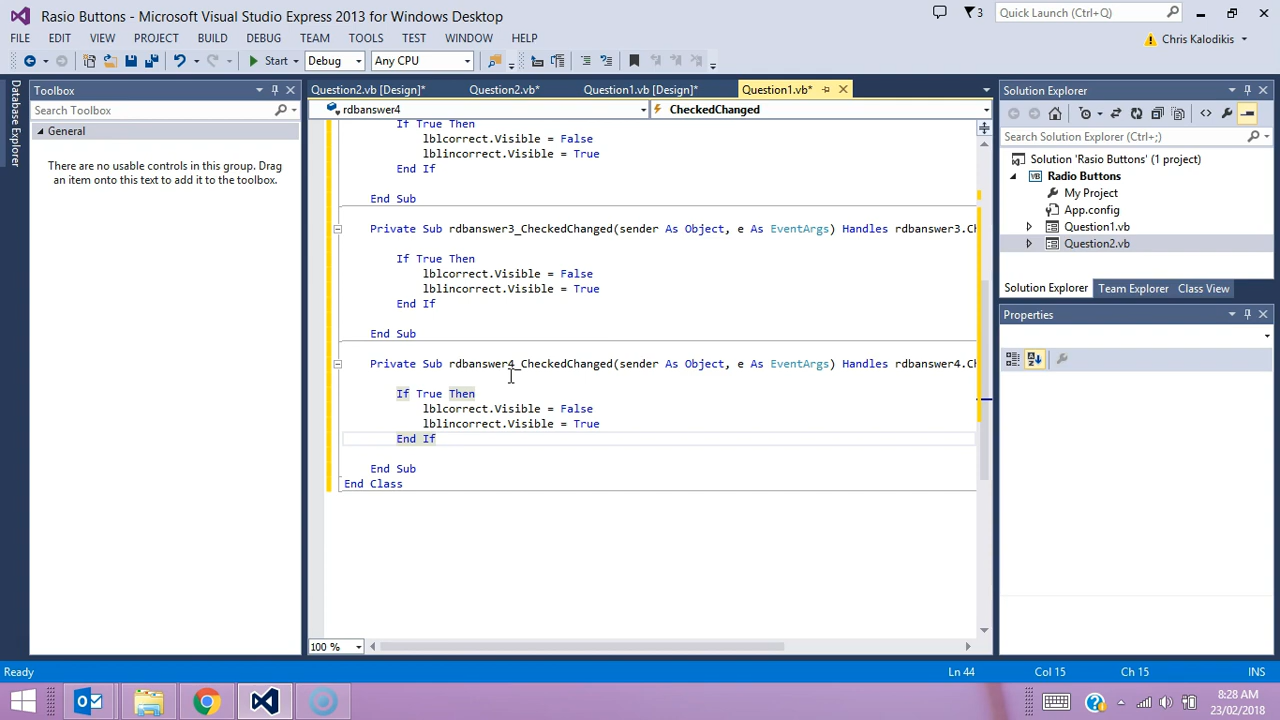 Rasio Buttons - Microsoft Visual Studio Express 2013 for Windows Desktop
3
Quick Launch (Ctrl+Q)
FILE EDIT VIEW PROJECT BUILD DEBUG TEAM TOOLS TEST WINDOW HELP
Chris Kalodikis
Start Debug Any CPU
Database Explorer
Toolbox
Search Toolbox
General
There are no usable controls in this group. Drag
an item onto this text to add it to the toolbox.
Question2.vb [Design]* Question2.vb* Question1.vb [Design]* Question1.vb*
rdbanswer4 CheckedChanged
If True Then
lblcorrect.Visible = False
lblincorrect.Visible = True
End If
End Sub
Private Sub rdbanswer3_CheckedChanged(sender As Object, e As EventArgs) Handles rdbanswer3.Ch
If True Then
lblcorrect.Visible = False
lblincorrect.Visible = True
End If
End Sub
Private Sub rdbanswer4_CheckedChanged(sender As Object, e As EventArgs) Handles rdbanswer4.Ch
If True Then
lblcorrect.Visible = False
lblincorrect.Visible = True
End If
End Sub
End Class
100 %
Solution Explorer
Search Solution Explorer (Ctrl+;)
Solution 'Rasio Buttons' (1 project)
VB Radio Buttons
My Project
App.config
Question1.vb
Question2.vb
Solution Explorer Team Explorer Class View
Properties
Ready Ln 44 Col 15 Ch 15 INS
8:28 AM
23/02/2018